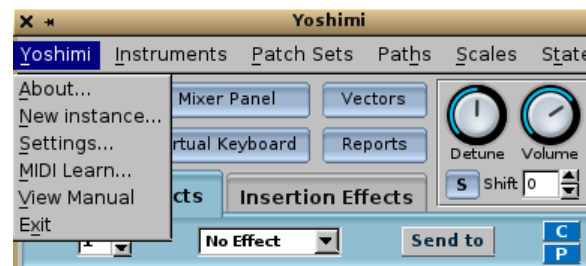 Yoshimi
Yoshimi Instruments Patch Sets Paths Scales State
About...
New instance...
Settings...
MIDI Learn...
View Manual
Exit
Mixer Panel Vectors
rtual Keyboard Reports
Detune Volume
S Shift 0
cts Insertion Effects
1 No Effect Send to C
P